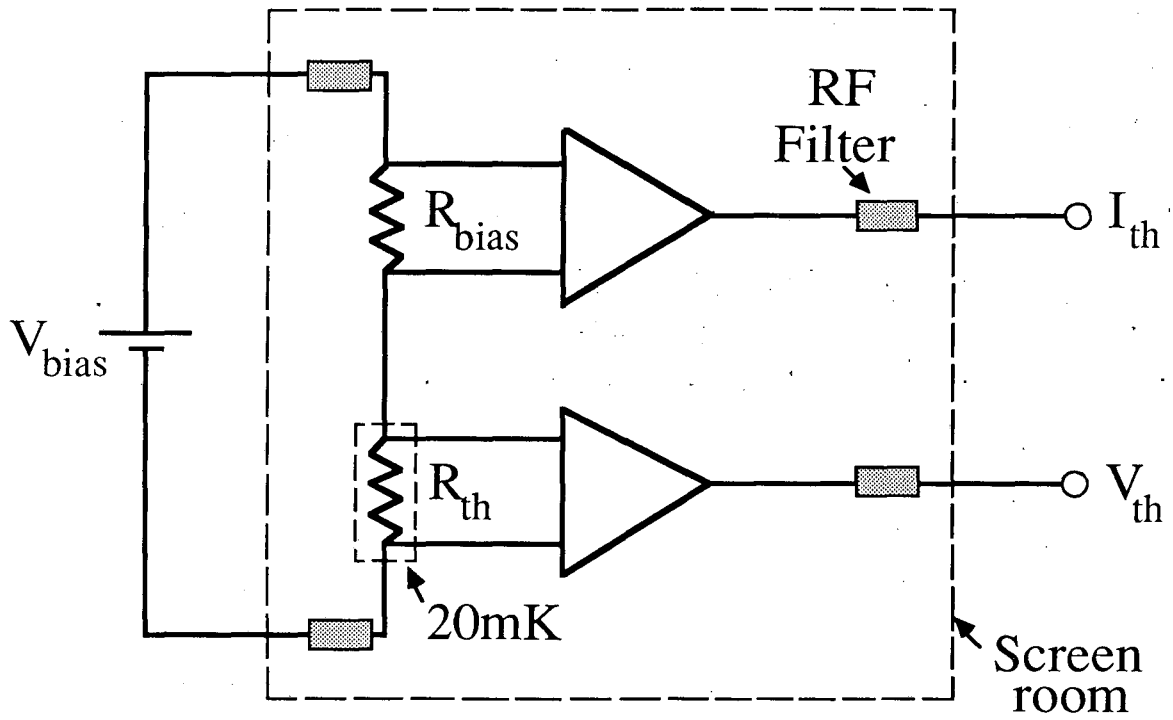 RF
Filter
R_bias
I_th
V_bias
R_th
V_th
20mK
Screen
room